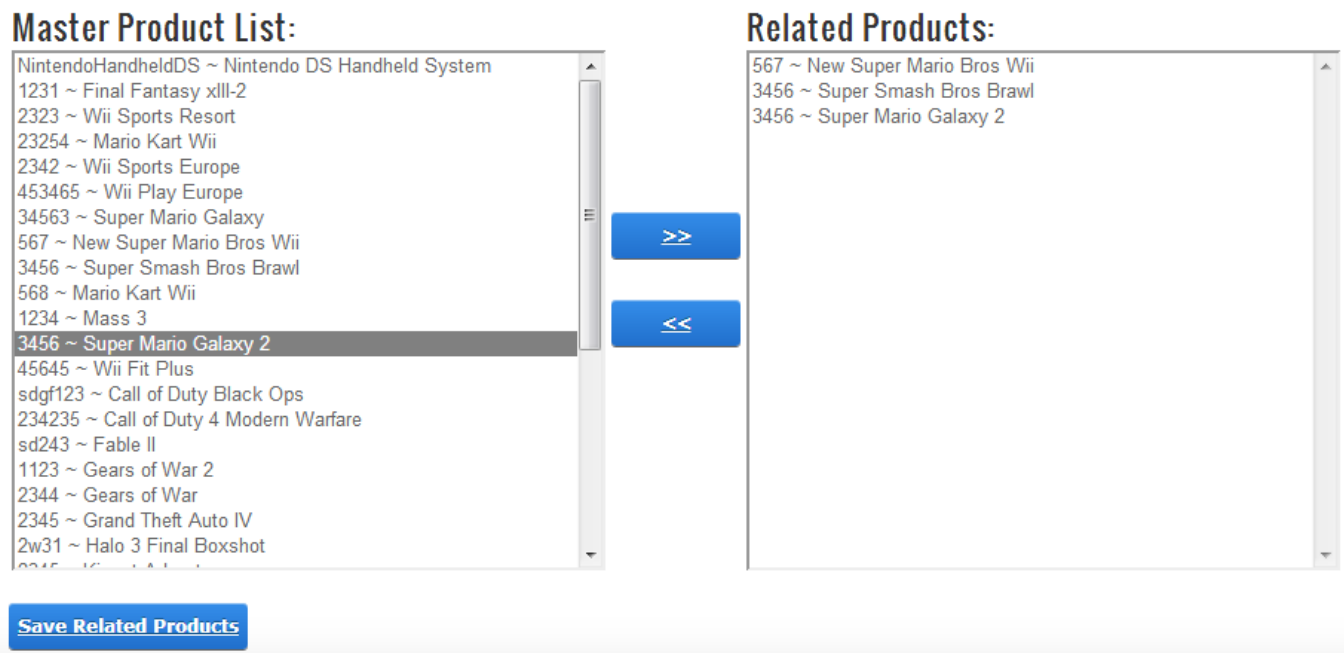 Master Product List:
NintendoHandheldDS ~ Nintendo DS Handheld System
1231 ~ Final Fantasy xlll-2
2323 ~ Wii Sports Resort
23254 ~ Mario Kart Wii
2342 ~ Wii Sports Europe
453465 ~ Wii Play Europe
34563 ~ Super Mario Galaxy
567 ~ New Super Mario Bros Wii
3456 ~ Super Smash Bros Brawl
568 ~ Mario Kart Wii
1234 ~ Mass 3
3456 ~ Super Mario Galaxy 2
45645 ~ Wii Fit Plus
sdgf123 ~ Call of Duty Black Ops
234235 ~ Call of Duty 4 Modern Warfare
sd243 ~ Fable II
1123 ~ Gears of War 2
2344 ~ Gears of War
2345 ~ Grand Theft Auto IV
2w31 ~ Halo 3 Final Boxshot
>>
<<
Related Products:
567 ~ New Super Mario Bros Wii
3456 ~ Super Smash Bros Brawl
3456 ~ Super Mario Galaxy 2
Save Related Products